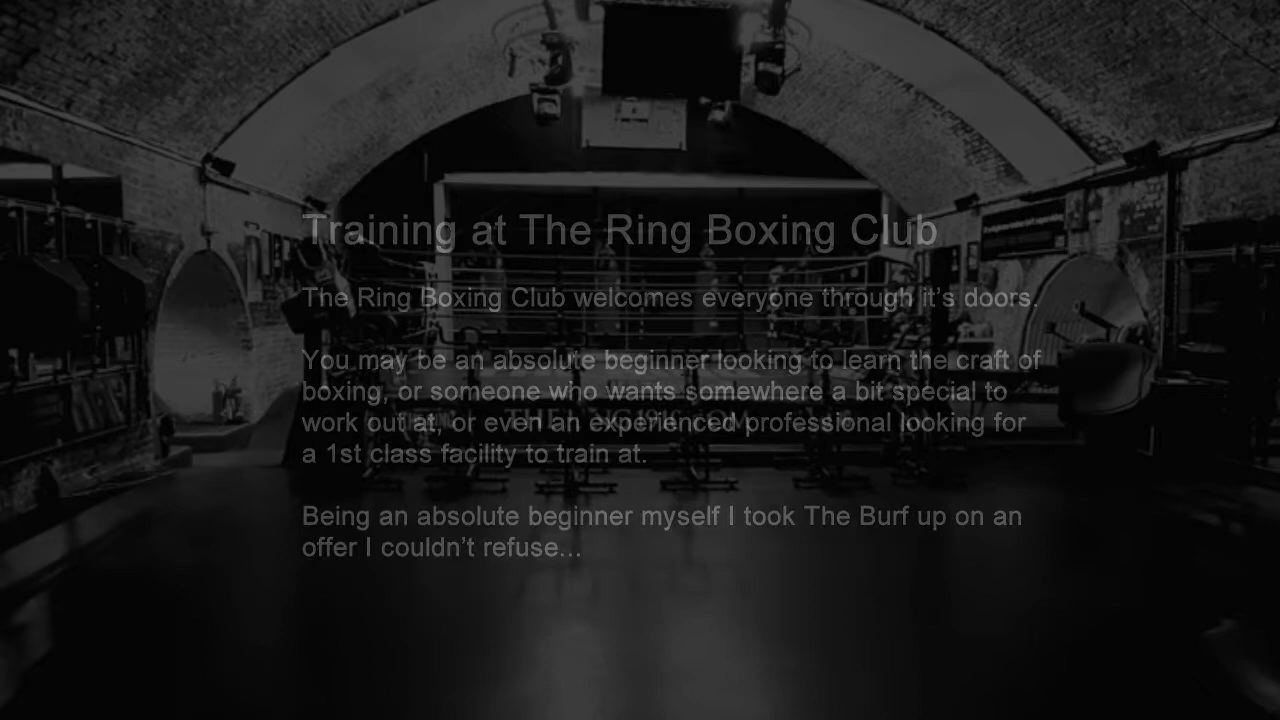 Training at The Ring Boxing Club
The Ring Boxing Club welcomes everyone through it’s doors.
You may be an absolute beginner looking to learn the craft of
boxing, or someone who wants somewhere a bit special to
work out at, or even an experienced professional looking for
a 1st class facility to train at.
Being an absolute beginner myself I took The Burf up on an
offer I couldn’t refuse…